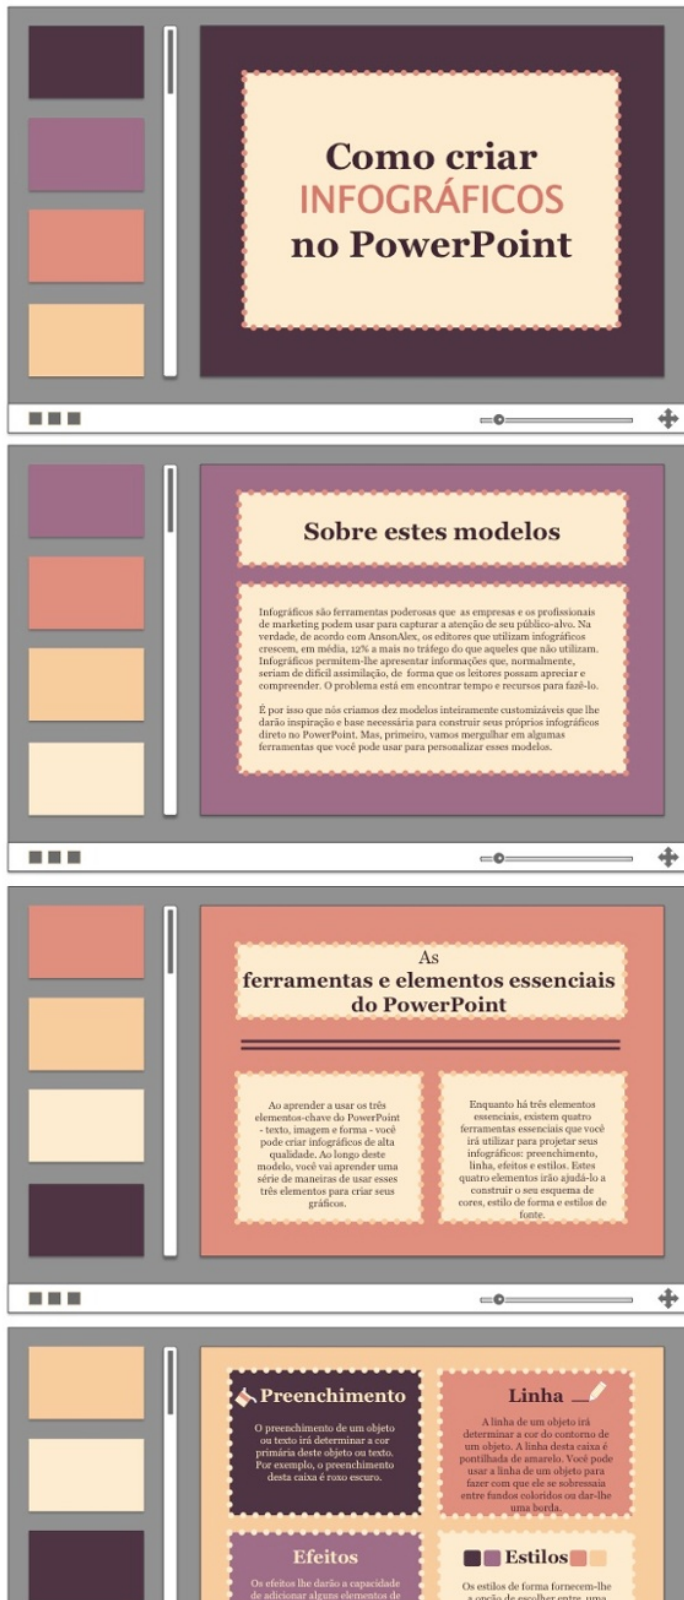 Como criar
INFOGRÁFICOS
no PowerPoint
Sobre estes modelos
Infográficos são ferramentas poderosas que as empresas e os profissionais
de marketing podem usar para capturar a atenção de seu público-alvo. Na
verdade, de acordo com AnsonAlex, os editores que utilizam infográficos
crescem, em média, 12% a mais no tráfego do que aqueles que não utilizam.
Infográficos permitem-lhe apresentar informações que, normalmente,
seriam de difícil assimilação, de forma que os leitores possam apreciar e
compreender. O problema está em encontrar tempo e recursos para fazê-lo.
É por isso que nós criamos dez modelos inteiramente customizáveis que lhe
darão inspiração e base necessária para construir seus próprios infográficos
direto no PowerPoint. Mas, primeiro, vamos mergulhar em algumas
ferramentas que você pode usar para personalizar esses modelos.
As
ferramentas e elementos essenciais
do PowerPoint
Ao aprender a usar os três
elementos-chave do PowerPoint
- texto, imagem e forma - você
pode criar infográficos de alta
qualidade. Ao longo deste
modelo, você vai aprender uma
série de maneiras de usar esses
três elementos para criar seus
gráficos.
Enquanto há três elementos
essenciais, existem quatro
ferramentas essenciais que você
irá utilizar para projetar seus
infográficos: preenchimento,
linha, efeitos e estilos. Estes
quatro elementos irão ajudá-lo a
construir o seu esquema de
cores, estilo de forma e estilos de
fonte.
Preenchimento
O preenchimento de um objeto
ou texto irá determinar a cor
primária deste objeto ou texto.
Por exemplo, o preenchimento
desta caixa é roxo escuro.
Linha
A linha de um objeto irá
determinar a cor do contorno de
um objeto. A linha desta caixa é
pontilhada de amarelo. Você pode
usar a linha de um objeto para
fazer com que ele se sobressaia
entre fundos coloridos ou dar-lhe
uma borda.
Efeitos
Os efeitos lhe darão a capacidade
de adicionar alguns elementos de
Estilos
Os estilos de forma fornecem-lhe
a opção de escolher entre uma